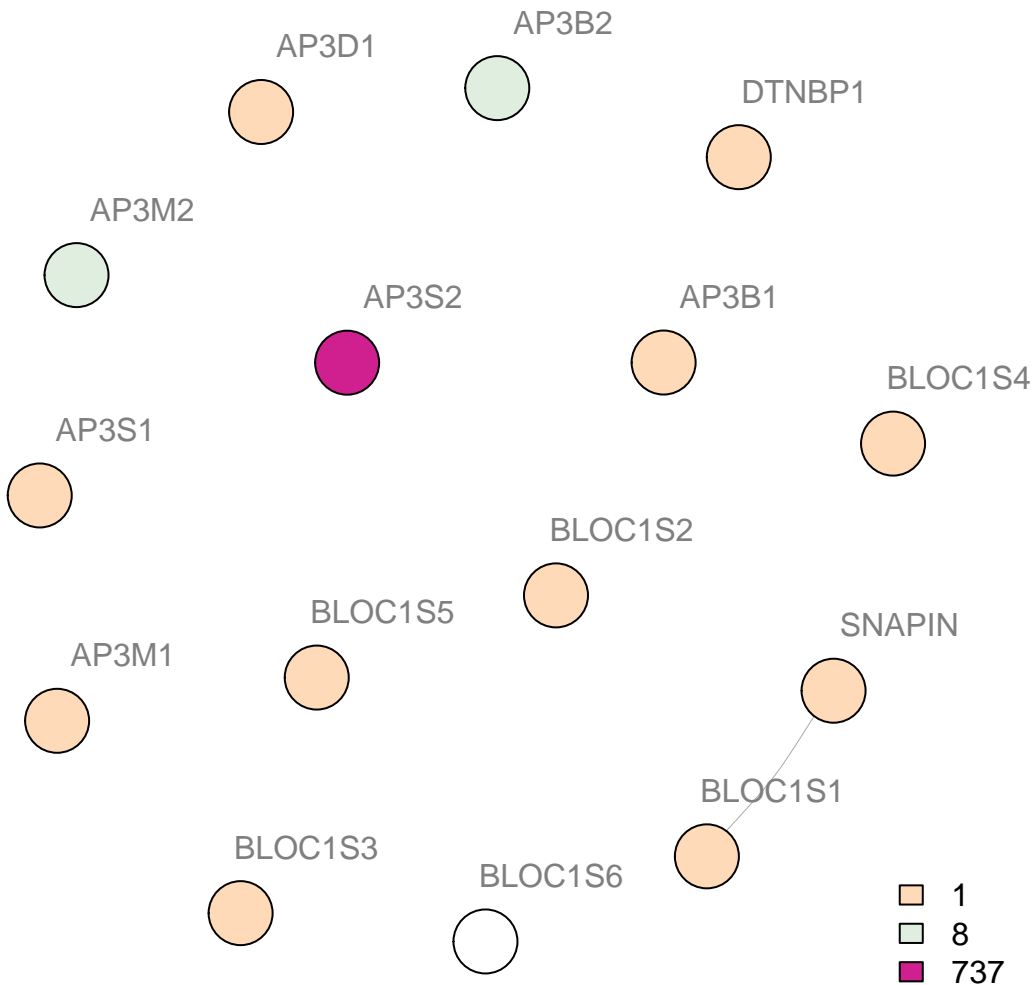 AP3B2
AP3D1
DTNBP1
AP3M2
AP3S2
AP3B1
BLOC1S4
AP3S1
BLOC1S2
BLOC1S5
SNAPIN
AP3M1
BLOC1S1
BLOC1S3
BLOC1S6
1
8
737